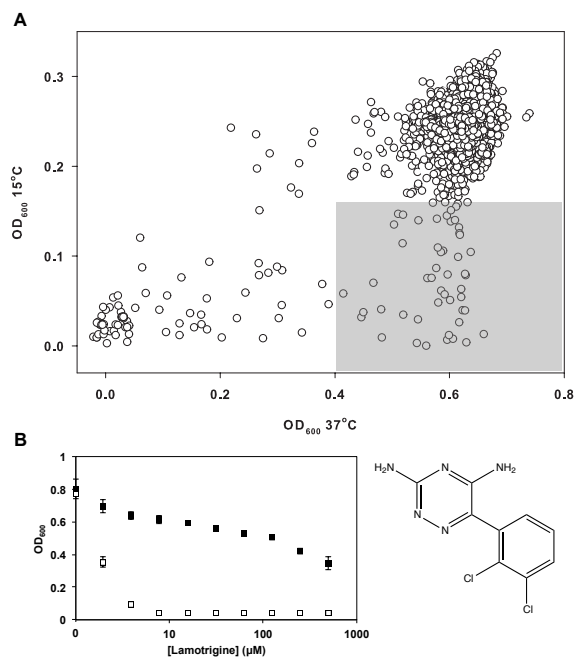 A
OD600 15°C
0.3
0.2
0.1
0.0
0.0 0.2 0.4 0.6 0.8
OD600 37°C
B
OD600
1
0.8
0.6
0.4
0.2
0
0 10 100 1000
[Lamotrigine] (µM)
H2N
N
NH2
N
N
Cl
Cl